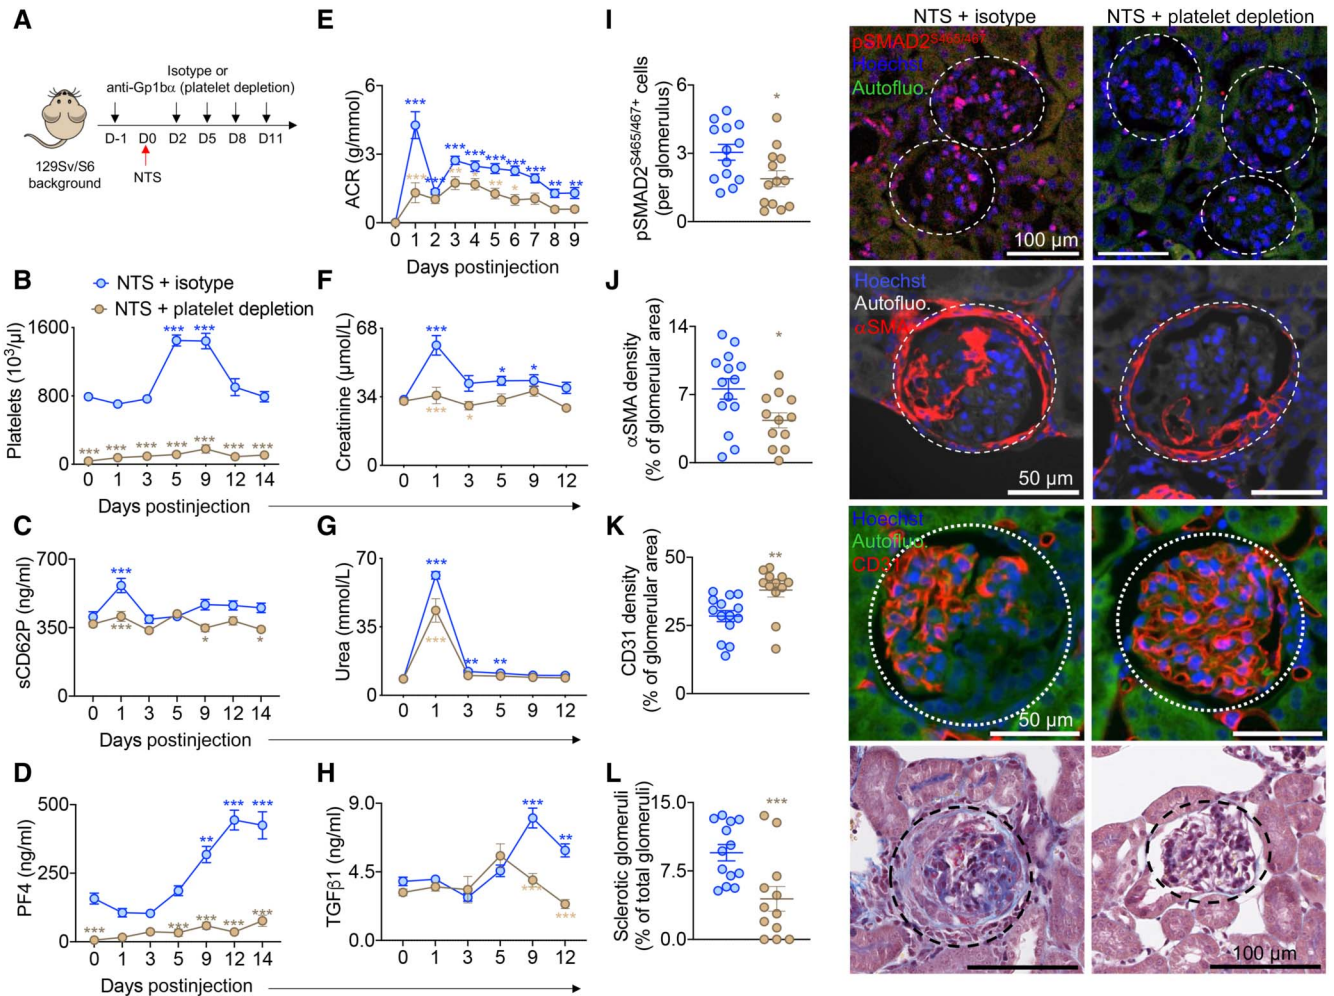 A
Isotype or
anti-Gp1bα (platelet depletion)
D-1 D0 D2 D5 D8 D11
129Sv/S6
background
NTS
B
NTS + isotype
NTS + platelet depletion
Platelets (10³/µl)
1600
800
0
*** *** *** *** *** *** ***
*** ***
0 1 3 5 9 12 14
Days postinjection
C
sCD62P (ng/ml)
700
350
0
***
*** * *
0 1 3 5 9 12 14
Days postinjection
D
PF4 (ng/ml)
500
250
0
** *** ***
*** *** *** *** ***
0 1 3 5 9 12 14
Days postinjection
E
ACR (g/mmol)
6
3
0
*** *** *** *** *** *** *** ** **
*** ** * ** *
0 1 2 3 4 5 6 7 8 9
Days postinjection
F
Creatinine (µmol/L)
68
34
0
*** * *
*** *
0 1 3 5 9 12
G
Urea (mmol/L)
70
35
0
*** ** **
***
0 1 3 5 9 12
H
TGFβ1 (ng/ml)
9.0
4.5
0.0
*** **
*** ***
0 1 3 5 9 12
I
pSMAD2S465/467+ cells
(per glomerulus)
6
3
0
*
J
αSMA density
(% of glomerular area)
14
7
0
*
K
CD31 density
(% of glomerular area)
50
25
0
**
L
Sclerotic glomeruli
(% of total glomeruli)
15.0
7.5
0.0
***
NTS + isotype
NTS + platelet depletion
pSMAD2S465/467
Hoechst
Autofluo.
100 µm
Hoechst
Autofluo.
αSMA
50 µm
Hoechst
Autofluo.
CD31
50 µm
100 µm